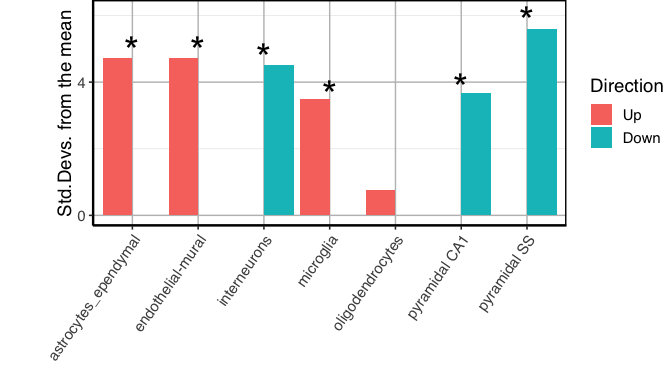 Std.Devs. from the mean
4
0
*
*
*
*
*
*
astrocytes_ependymal
endothelial-mural
interneurons
microglia
oligodendrocytes
pyramidal CA1
pyramidal SS
Direction
Up
Down